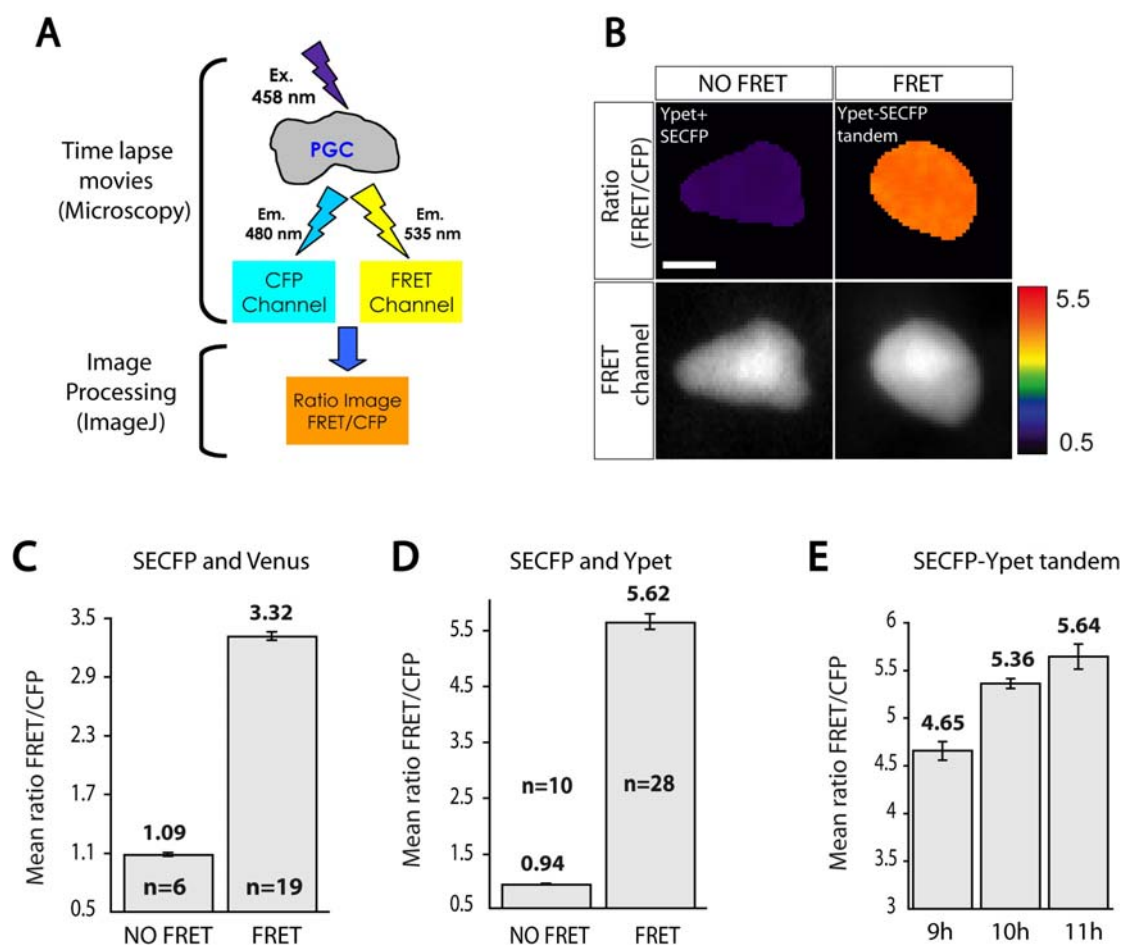 A
Time lapse
movies
(Microscopy)
Ex.
458 nm
PGC
Em.
480 nm
Em.
535 nm
CFP
Channel
FRET
Channel
Image
Processing
(ImageJ)
Ratio Image
FRET/CFP
B
NO FRET
FRET
Ratio
(FRET/CFP)
Ypet+
SECFP
Ypet-SECFP
tandem
FRET
channel
5.5
0.5
C
SECFP and Venus
Mean ratio FRET/CFP
3.5
2.9
2.3
1.7
1.1
0.5
1.09
3.32
n=6
n=19
NO FRET
FRET
D
SECFP and Ypet
Mean ratio FRET/CFP
5.5
4.5
3.5
2.5
1.5
0.5
0.94
5.62
n=10
n=28
NO FRET
FRET
E
SECFP-Ypet tandem
Mean ratio FRET/CFP
6
5.5
5
4.5
4
3.5
3
4.65
5.36
5.64
9h
10h
11h